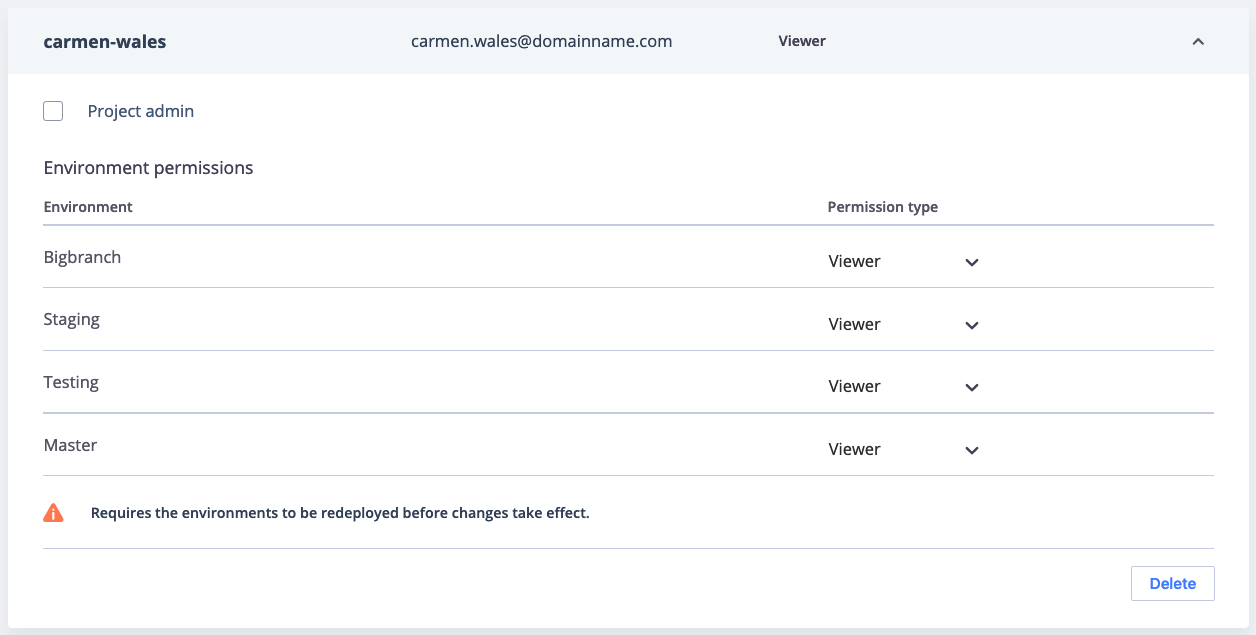 carmen-wales carmen.wales@domainname.com Viewer
Project admin
Environment permissions
Environment Permission type
Bigbranch Viewer
Staging Viewer
Testing Viewer
Master Viewer
Requires the environments to be redeployed before changes take effect.
Delete